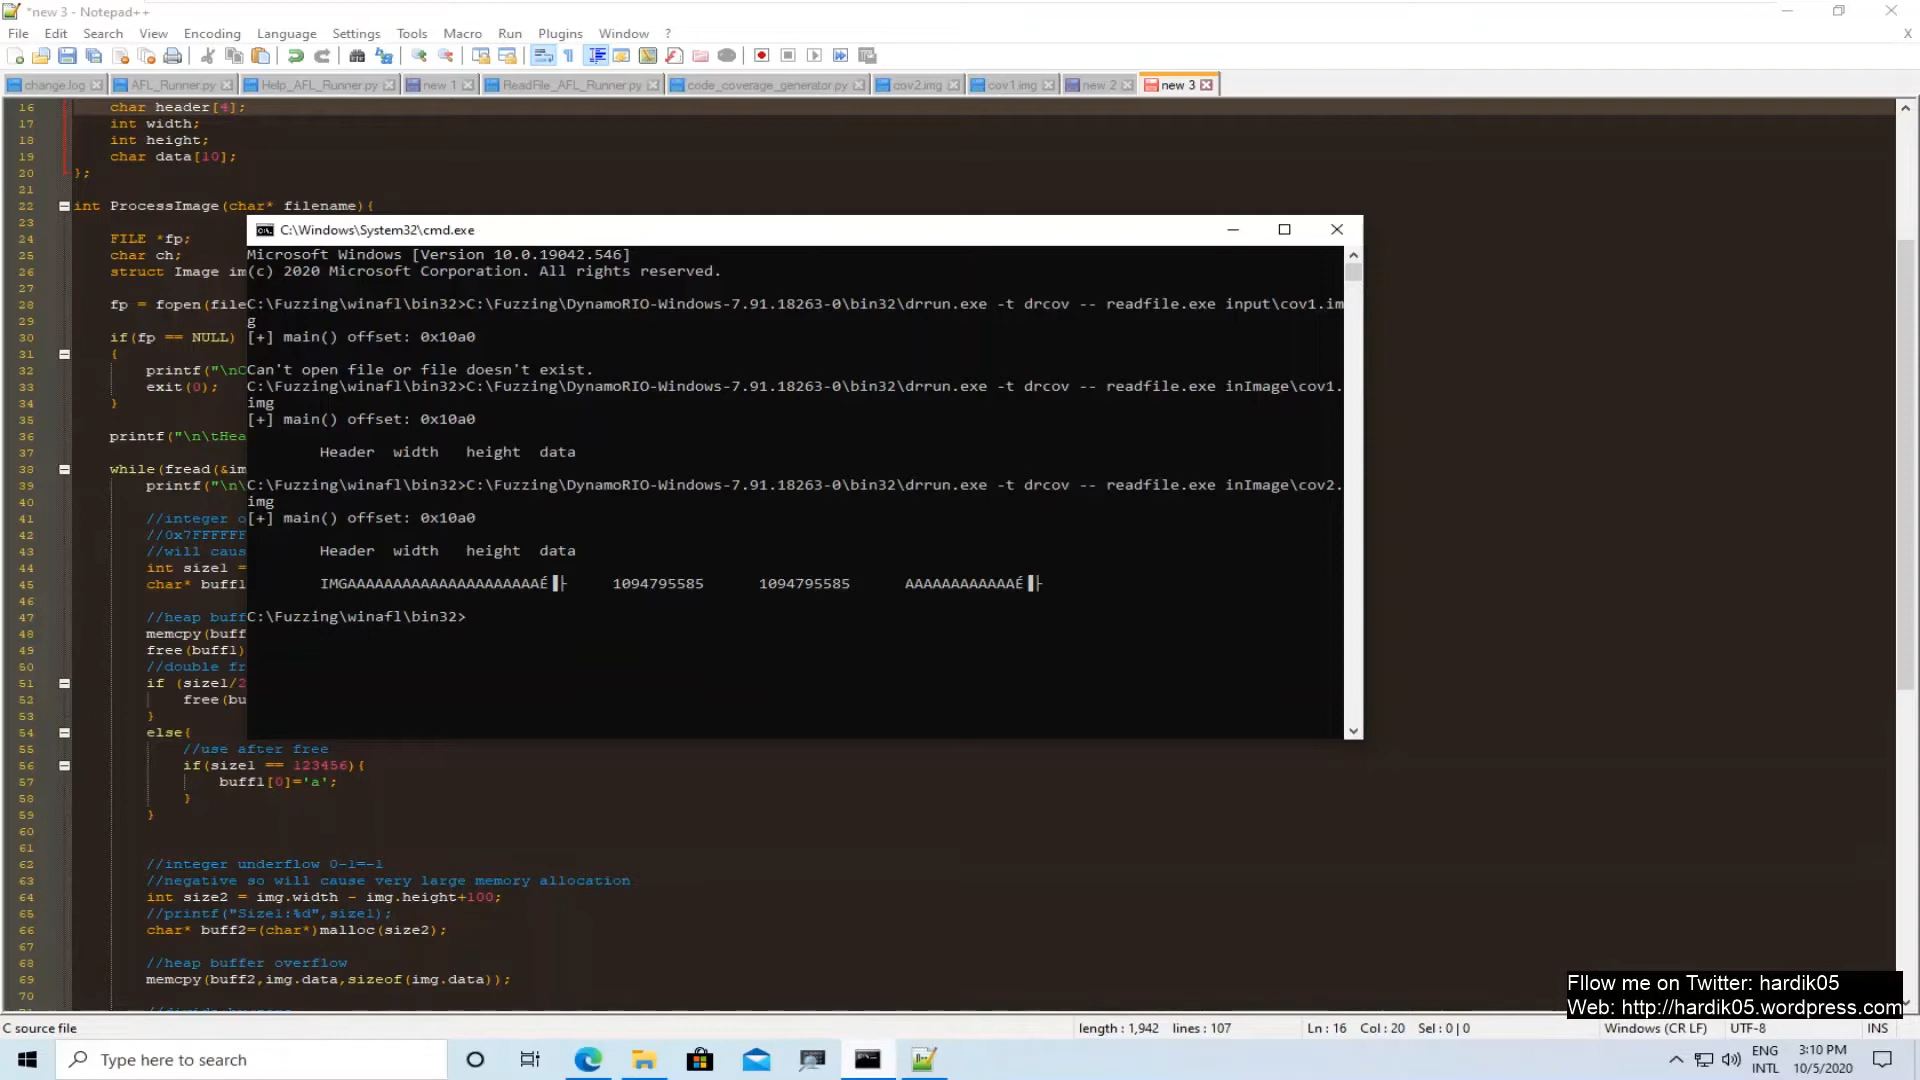 *new 3 - Notepad++
File Edit Search View Encoding Language Settings Tools Macro Run Plugins Window ? X
change.log AFL_Runner.py Help_AFL_Runner.py new 1 ReadFile_AFL_Runner.py code_coverage_generator.py cov2.img cov1.img new 2 new 3
16 char header[4];
17 int width;
18 int height;
19 char data[10];
20 };
21
22 int ProcessImage(char* filename){
23
24 FILE *fp;
25 char ch;
26 struct Image im
27
28 fp = fopen(file
29
30 if(fp == NULL)
31 {
32 printf("\nC
33 exit(0);
34 }
35
36 printf("\n\tHea
37
38 while(fread(&im
39 printf("\n\
40
41 //integer o
42 //0x7FFFFFF
43 //will caus
44 int size1 =
45 char* buff1
46
47 //heap buff
48 memcpy(buff
49 free(buff1)
50 //double fr
51 if (size1/2
52 free(bu
53 }
54 else{
55 //use after free
56 if(size1 == 123456){
57 buff1[0]='a';
58 }
59 }
60
61
62 //integer underflow 0-1=-1
63 //negative so will cause very large memory allocation
64 int size2 = img.width - img.height+100;
65 //printf("Size1:%d",size1);
66 char* buff2=(char*)malloc(size2);
67
68 //heap buffer overflow
69 memcpy(buff2,img.data,sizeof(img.data));
70
C:\Windows\System32\cmd.exe
Microsoft Windows [Version 10.0.19042.546]
(c) 2020 Microsoft Corporation. All rights reserved.
C:\Fuzzing\winafl\bin32>C:\Fuzzing\DynamoRIO-Windows-7.91.18263-0\bin32\drrun.exe -t drcov -- readfile.exe input\cov1.im
g
[+] main() offset: 0x10a0
Can't open file or file doesn't exist.
C:\Fuzzing\winafl\bin32>C:\Fuzzing\DynamoRIO-Windows-7.91.18263-0\bin32\drrun.exe -t drcov -- readfile.exe inImage\cov1.
img
[+] main() offset: 0x10a0
Header width height data
C:\Fuzzing\winafl\bin32>C:\Fuzzing\DynamoRIO-Windows-7.91.18263-0\bin32\drrun.exe -t drcov -- readfile.exe inImage\cov2.
img
[+] main() offset: 0x10a0
Header width height data
IMGAAAAAAAAAAAAAAAAAAAAAÉ▐├ 1094795585 1094795585 AAAAAAAAAAAAÉ▐├
C:\Fuzzing\winafl\bin32>
Fllow me on Twitter: hardik05
Web: http://hardik05.wordpress.com
C source file length : 1,942 lines : 107 Ln : 16 Col : 20 Sel : 0 | 0 Windows (CR LF) UTF-8 INS
Type here to search
ENG
INTL
3:10 PM
10/5/2020